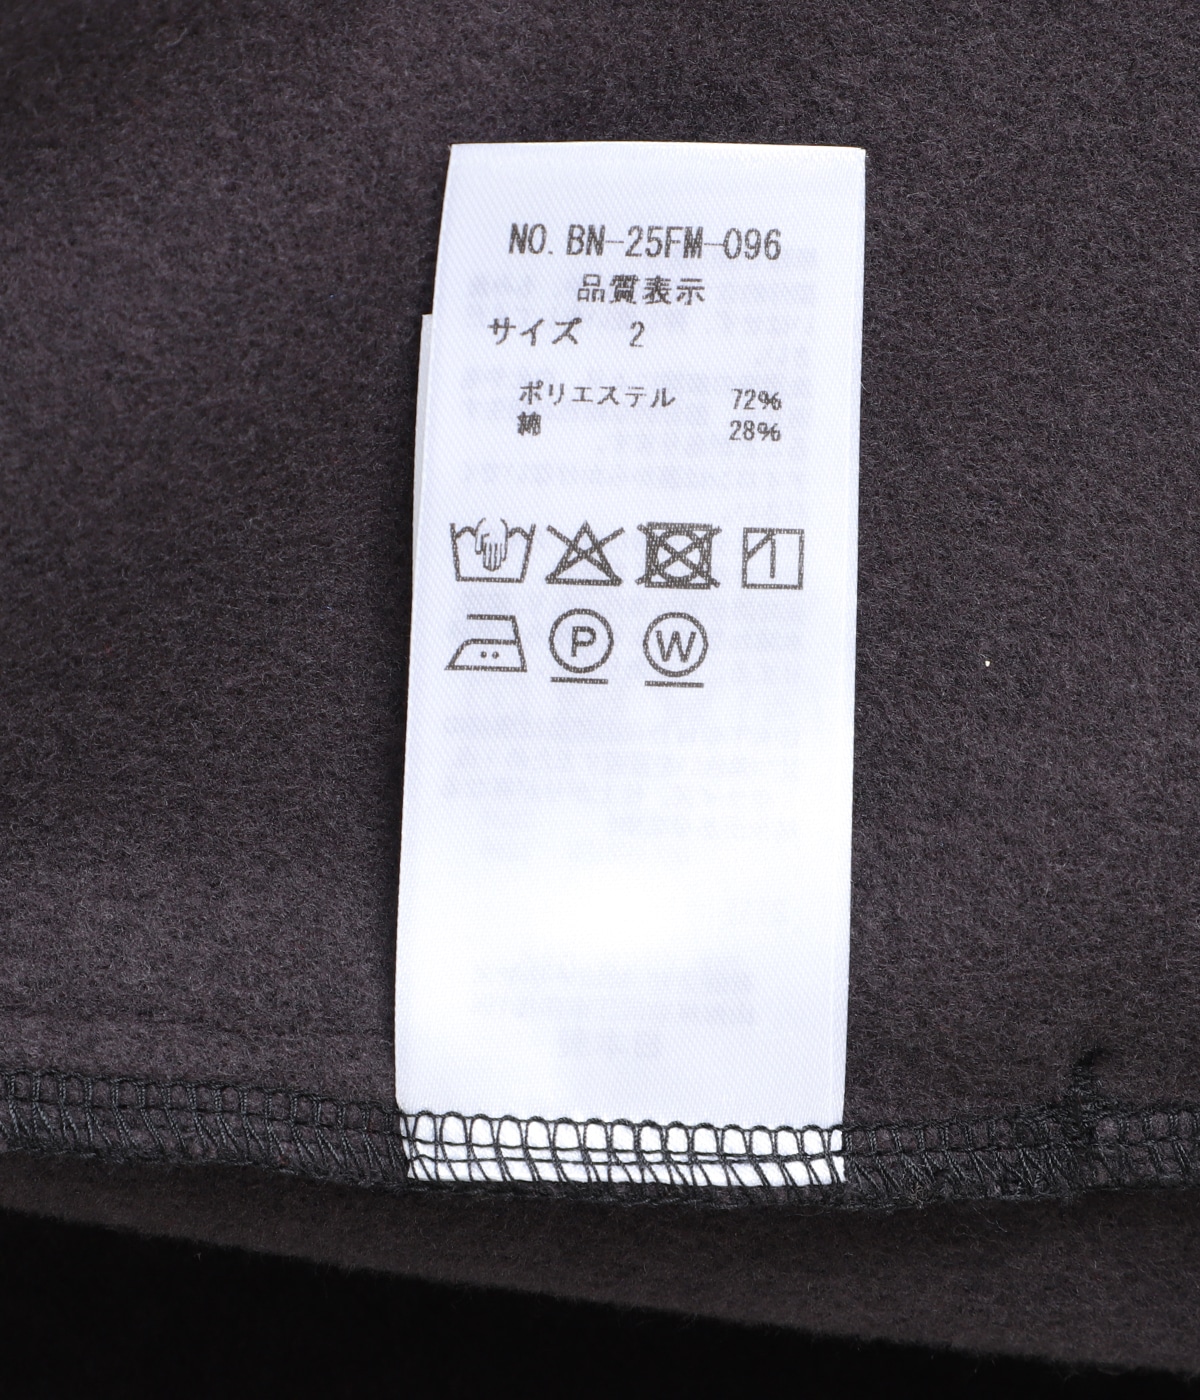 NO. BN-25FM-096
品質表示
サイズ 2
ポリエステル 72%
綿 28%
P W